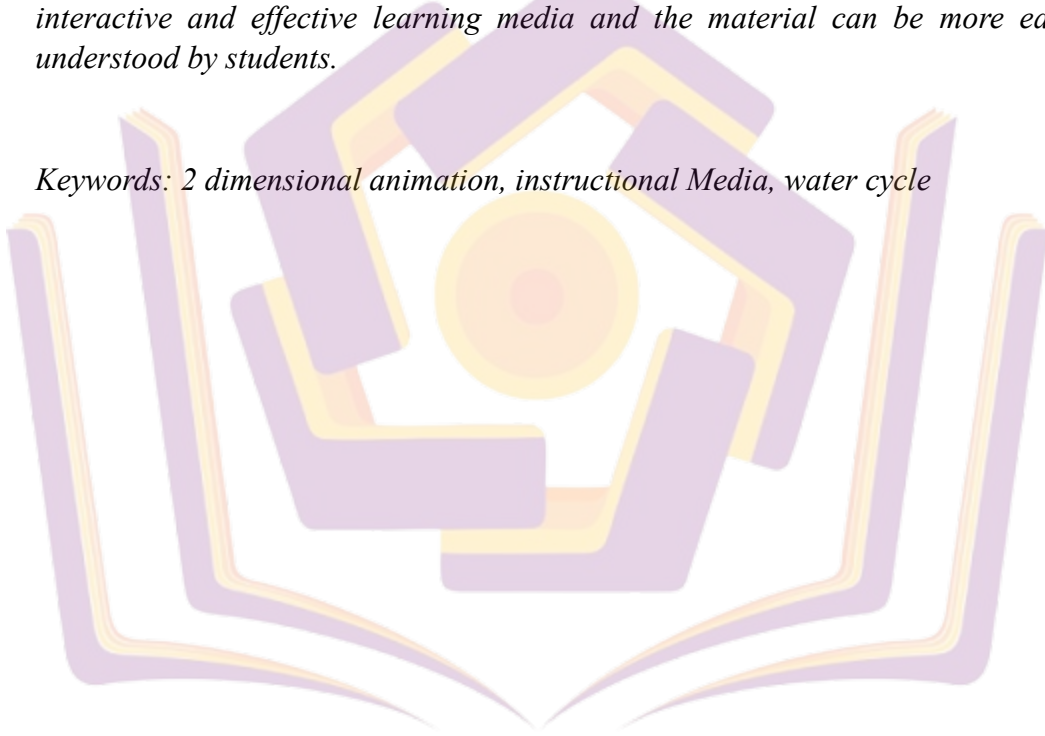 interactive and effective learning media and the material can be more
understood by students.
Keywords: 2 dimensional animation, instructional Media, water cycle